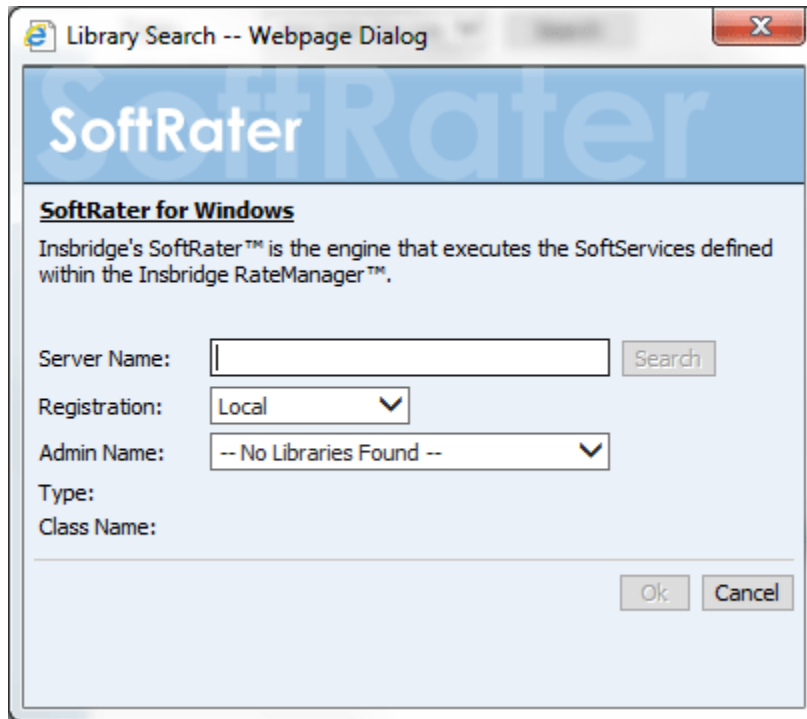 Library Search -- Webpage Dialog
SoftRater
SoftRater for Windows
Insbridge's SoftRater™ is the engine that executes the SoftServices defined
within the Insbridge RateManager™.
Server Name: Search
Registration: Local
Admin Name: -- No Libraries Found --
Type:
Class Name:
Ok Cancel